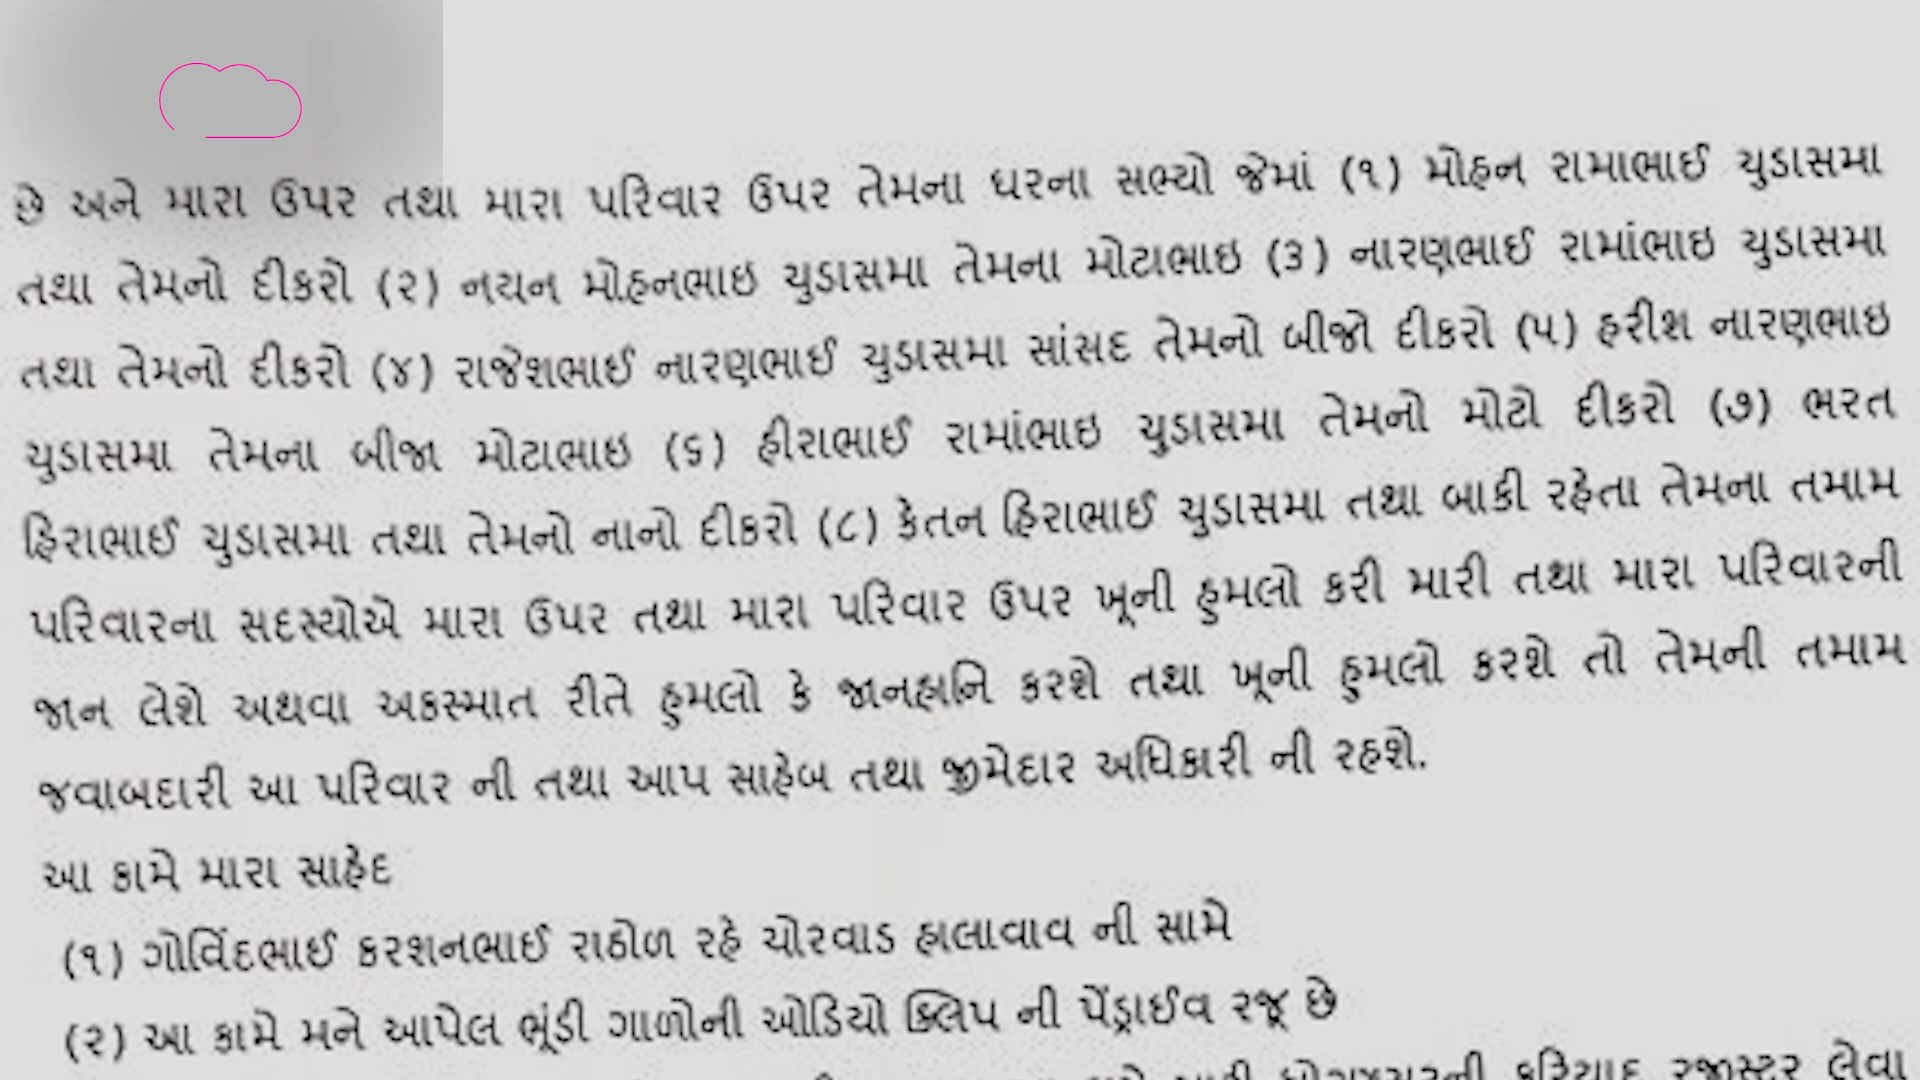 છે અને મારા ઉપર તથા મારા પરિવાર ઉપર તેમના ઘરના સભ્યો જેમાં (૧) મોહન રામાભાઈ ચુડાસમા
તથા તેમનો દીકરો (૨) નયન મોહનભાઇ ચુડાસમા તેમના મોટાભાઇ (૩) નારણભાઈ રામાંભાઇ ચુડાસમા
તથા તેમનો દીકરો (૪) રાજેશભાઈ નારણભાઈ ચુડાસમા સાંસદ તેમનો બીજો દીકરો (૫) હરીશ નારણભાઇ
ચુડાસમા તેમના બીજા મોટાભાઇ (૬) હીરાભાઈ રામાંભાઇ ચુડાસમા તેમનો મોટો દીકરો (૭) ભરત
હિરાભાઈ ચુડાસમા તથા તેમનો નાનો દીકરો (૮) કેતન હિરાભાઈ ચુડાસમા તથા બાકી રહેતા તેમના તમામ
પરિવારના સદસ્યોએ મારા ઉપર તથા મારા પરિવાર ઉપર ખૂની હુમલો કરી મારી તથા મારા પરિવારની
જાન લેશે અથવા અકસ્માત રીતે હુમલો કે જાનહાનિ કરશે તથા ખૂની હુમલો કરશે તો તેમની તમામ
જવાબદારી આ પરિવાર ની તથા આપ સાહેબ તથા જીમેદાર અધિકારી ની રહશે.
આ કામે મારા સાહેદ
(૧) ગોવિંદભાઈ કરશનભાઈ રાઠોળ રહે ચોરવાડ હાલાવાવ ની સામે
(૨) આ કામે મને આપેલ ભૂંડી ગાળોની ઓડિયો ક્લિપ ની પેંડ્રાઈવ રજૂ છે
ફરિયાદ રજીસ્ટર લેવા